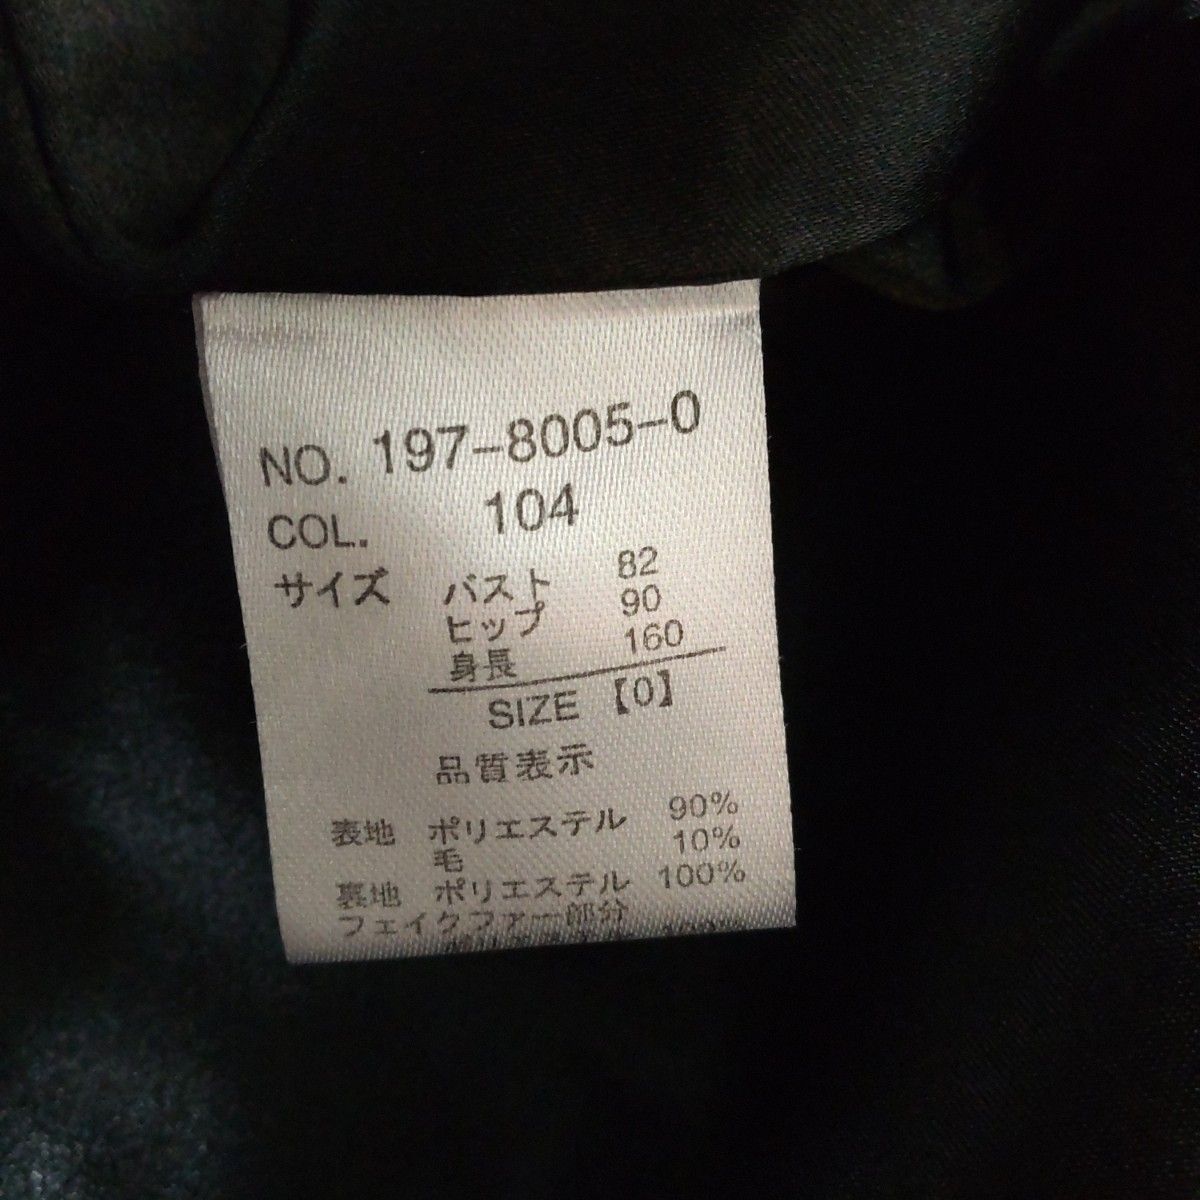 NO. 197-8005-0
COL. 104
サイズ バスト 82
ヒップ 90
身長 160
SIZE 【0】
品質表示
表地 ポリエステル 90%
毛 10%
裏地 ポリエステル 100%
フェイクファー部分